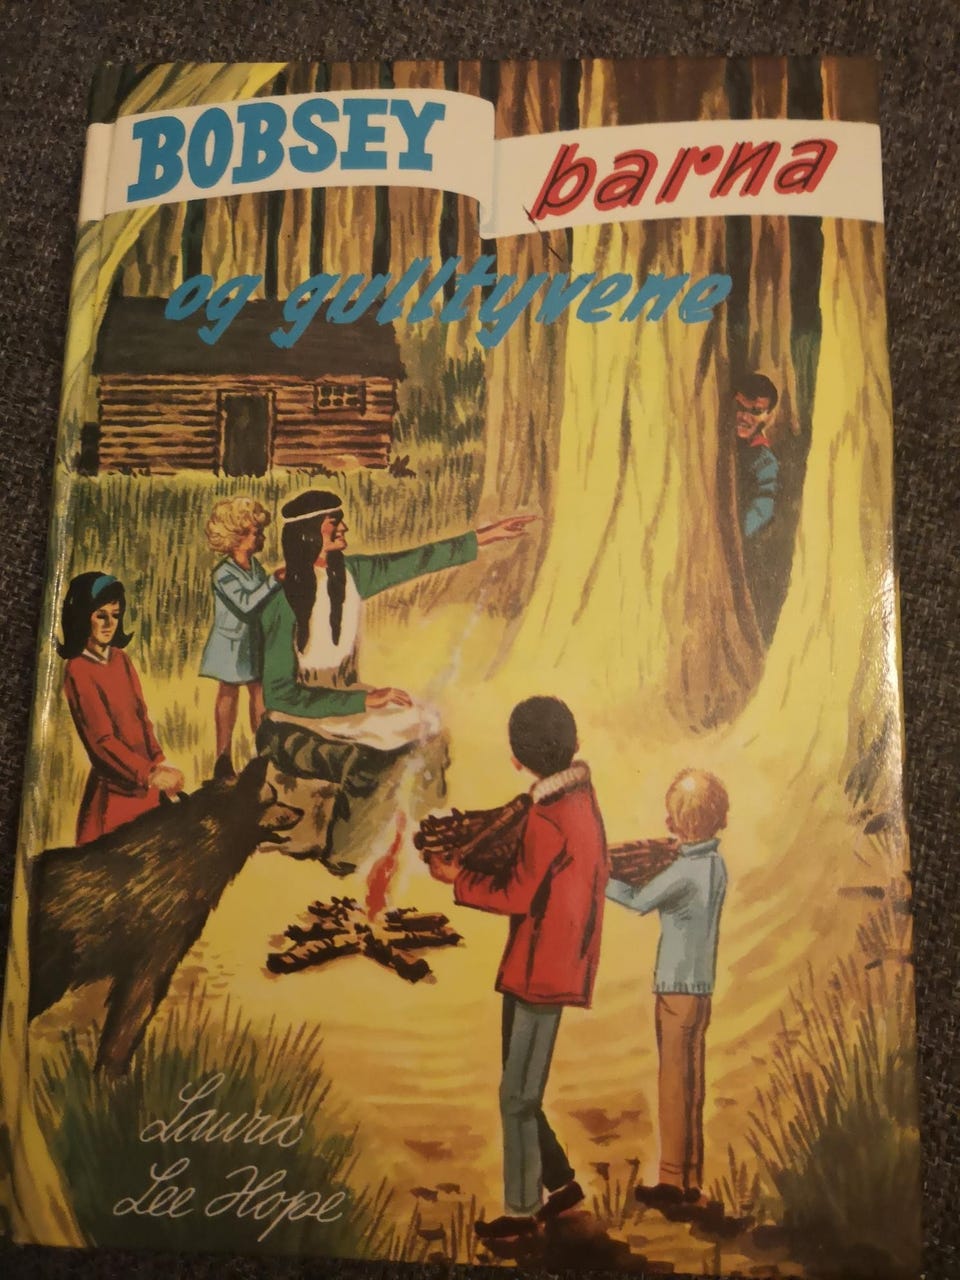 BOBSEY
barna
og gulltyvene
Laura
Lee Hope